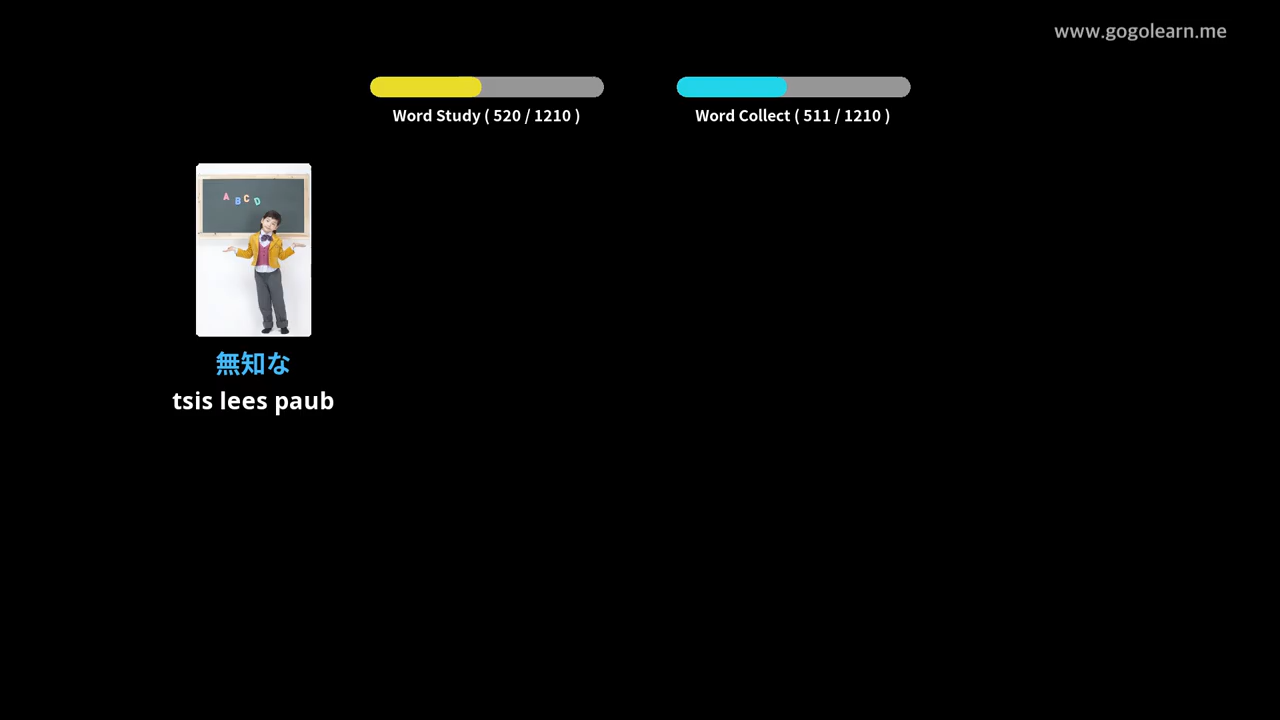 www.gogolearn.me
Word Study ( 520 / 1210 )
Word Collect ( 511 / 1210 )
A B C D
無知な
tsis lees paub